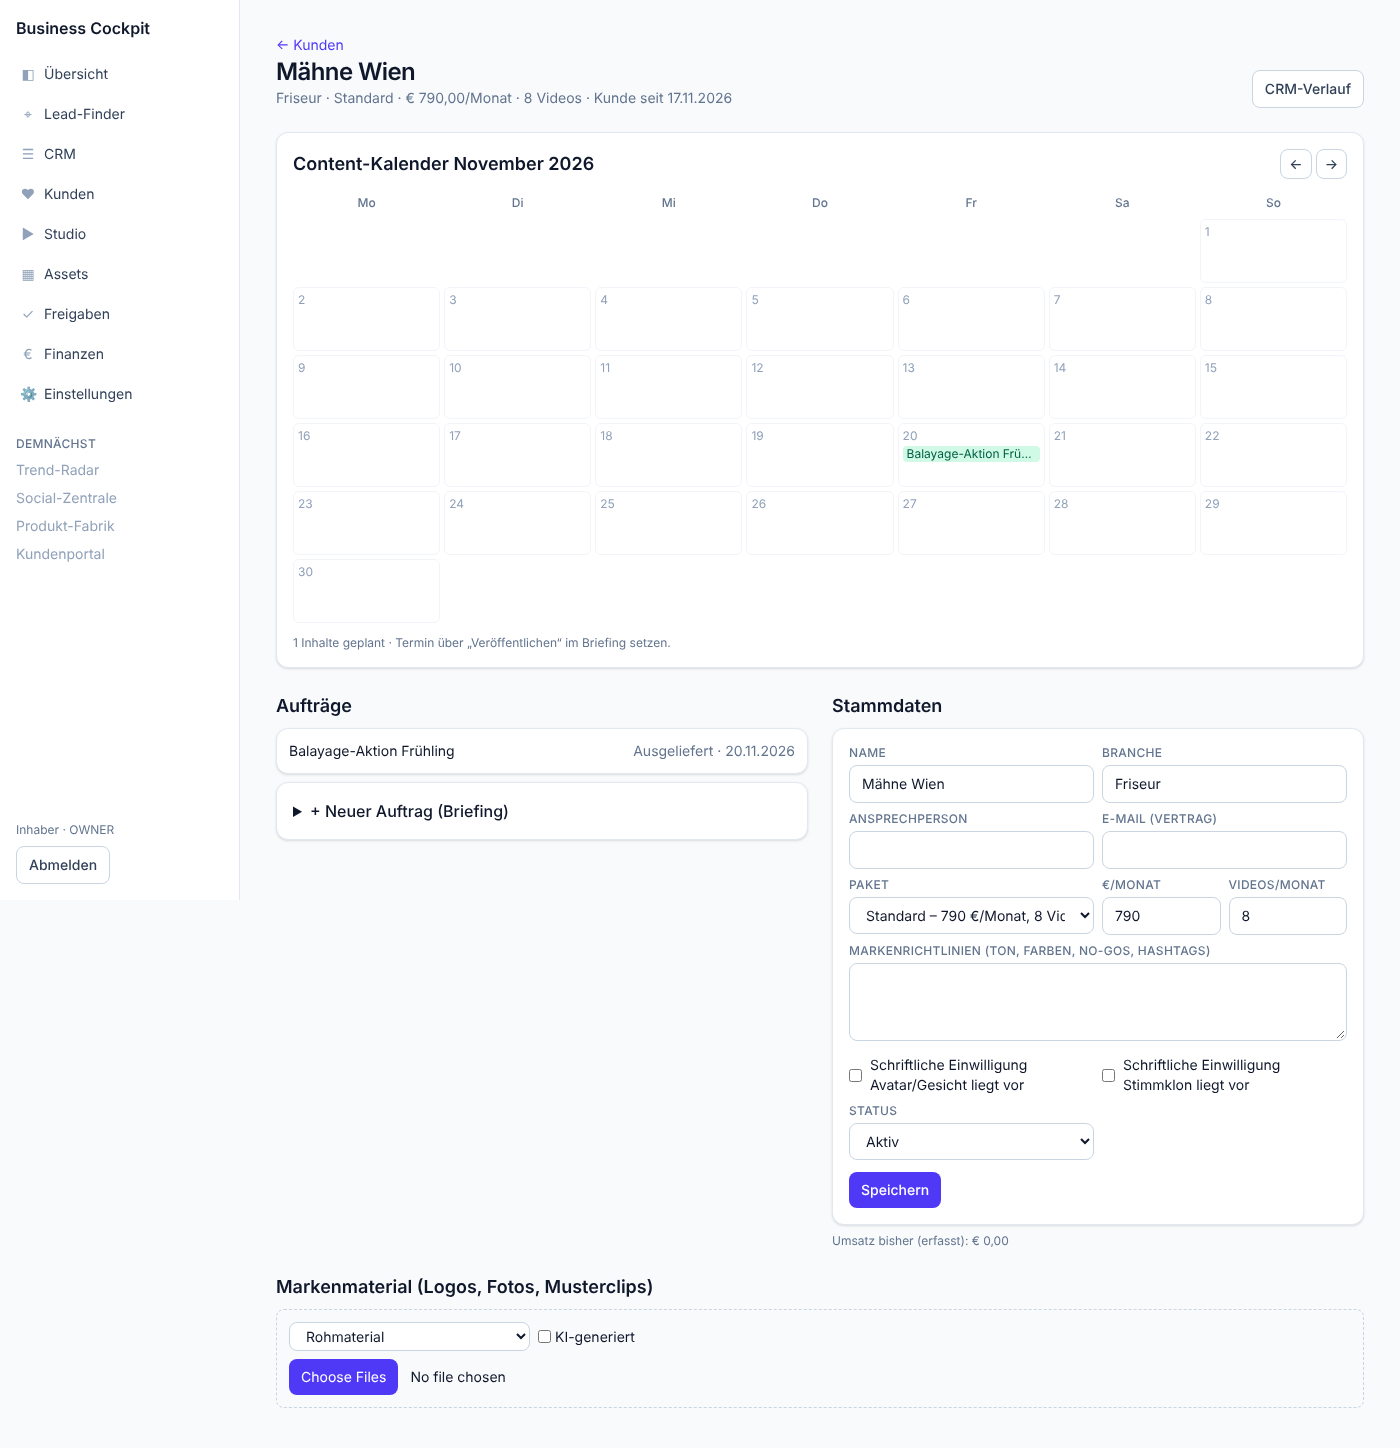 Business Cockpit
Übersicht
Lead-Finder
CRM
Kunden
Studio
Assets
Freigaben
€ Finanzen
Einstellungen
DEMNÄCHST
Trend-Radar
Social-Zentrale
Produkt-Fabrik
Kundenportal
Inhaber · OWNER
Abmelden
← Kunden
Mähne Wien
Friseur · Standard · € 790,00/Monat · 8 Videos · Kunde seit 17.11.2026
CRM-Verlauf
Content-Kalender November 2026
← →
Mo Di Mi Do Fr Sa So
1
2 3 4 5 6 7 8
9 10 11 12 13 14 15
16 17 18 19 20 21 22
Balayage-Aktion Frü...
23 24 25 26 27 28 29
30
1 Inhalte geplant · Termin über „Veröffentlichen“ im Briefing setzen.
Aufträge
Balayage-Aktion Frühling Ausgeliefert · 20.11.2026
▶ + Neuer Auftrag (Briefing)
Stammdaten
NAME BRANCHE
Mähne Wien Friseur
ANSPRECHPERSON E-MAIL (VERTRAG)
PAKET €/MONAT VIDEOS/MONAT
Standard – 790 €/Monat, 8 Vic 790 8
MARKENRICHTLINIEN (TON, FARBEN, NO-GOS, HASHTAGS)
Schriftliche Einwilligung Schriftliche Einwilligung
Avatar/Gesicht liegt vor Stimmklon liegt vor
STATUS
Aktiv
Speichern
Umsatz bisher (erfasst): € 0,00
Markenmaterial (Logos, Fotos, Musterclips)
Rohmaterial KI-generiert
Choose Files No file chosen